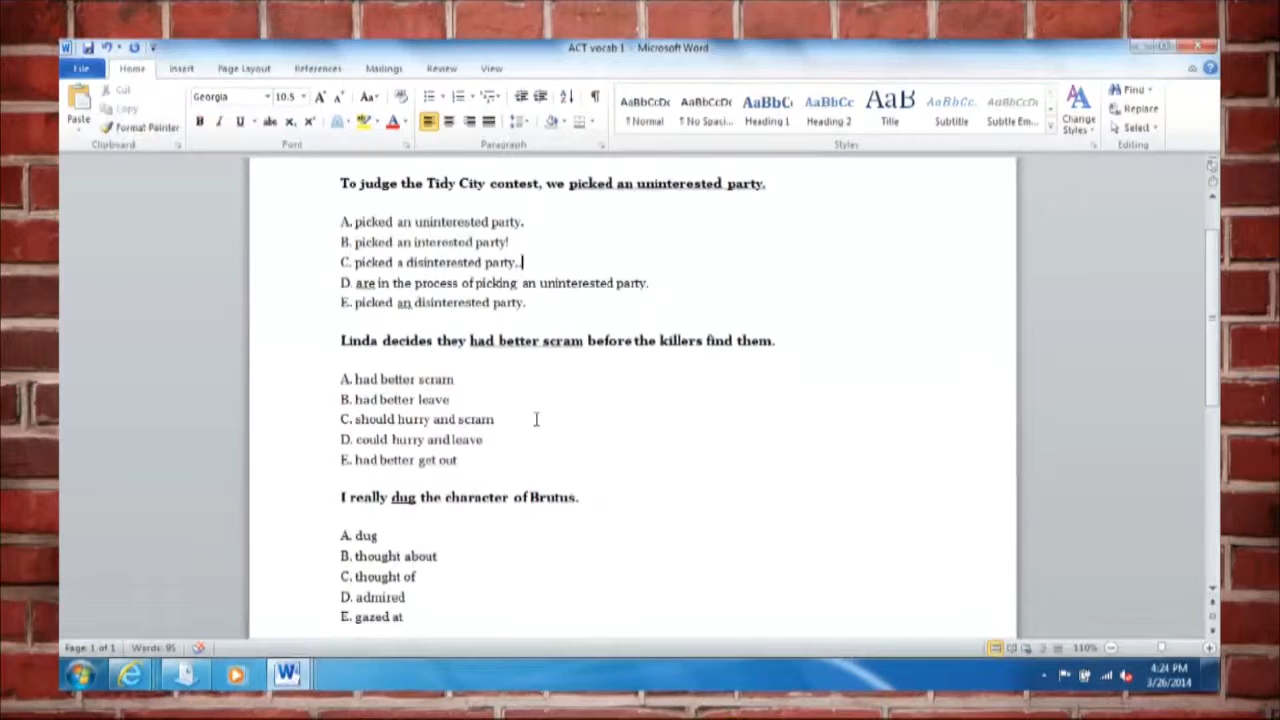 ACT vocab 1 - Microsoft Word
File Home Insert Page Layout References Mailings Review View
Paste
Cut
Copy
Format Painter
Clipboard
Georgia 10.5
Font
Paragraph
AaBbCcDc AaBbCcDc AaBbC AaBbCc AaB AaBbCc. AaBbCcDc
¶ Normal ¶ No Spaci... Heading 1 Heading 2 Title Subtitle Subtle Em...
Change Styles
Styles
Find
Replace
Select
Editing
To judge the Tidy City contest, we picked an uninterested party.
A. picked an uninterested party.
B. picked an interested party!
C. picked a disinterested party..
D. are in the process of picking an uninterested party.
E. picked an disinterested party.
Linda decides they had better scram before the killers find them.
A. had better scram
B. had better leave
C. should hurry and scram
D. could hurry and leave
E. had better get out
I really dug the character of Brutus.
A. dug
B. thought about
C. thought of
D. admired
E. gazed at
Page 1 of 1 Words: 95 110%
4:24 PM
3/26/2014